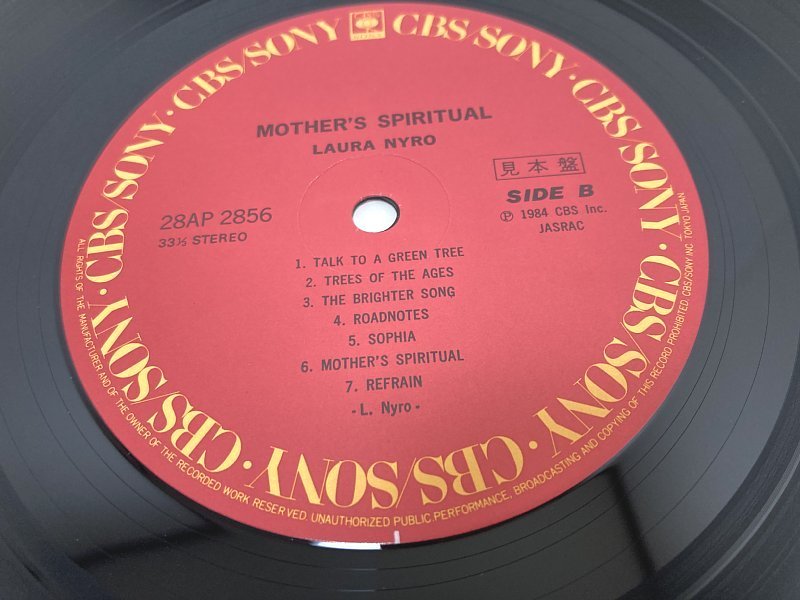 CBS/SONY · CBS/SONY · CBS/SONY · CBS/SONY · CBS/SONY · CBS/SONY · CBS/SONY · CBS/SONY
MOTHER'S SPIRITUAL
LAURA NYRO
見本盤
28AP 2856
SIDE B
33⅓ STEREO
Ⓟ 1984 CBS Inc.
JASRAC
1. TALK TO A GREEN TREE
2. TREES OF THE AGES
3. THE BRIGHTER SONG
4. ROADNOTES
5. SOPHIA
6. MOTHER'S SPIRITUAL
7. REFRAIN
- L. Nyro -
ALL RIGHTS OF THE MANUFACTURER AND OF THE OWNER OF THE RECORDED WORK RESERVED. UNAUTHORIZED PUBLIC PERFORMANCE, BROADCASTING AND COPYING OF THIS RECORD PROHIBITED. CBS/SONY INC. TOKYO JAPAN.